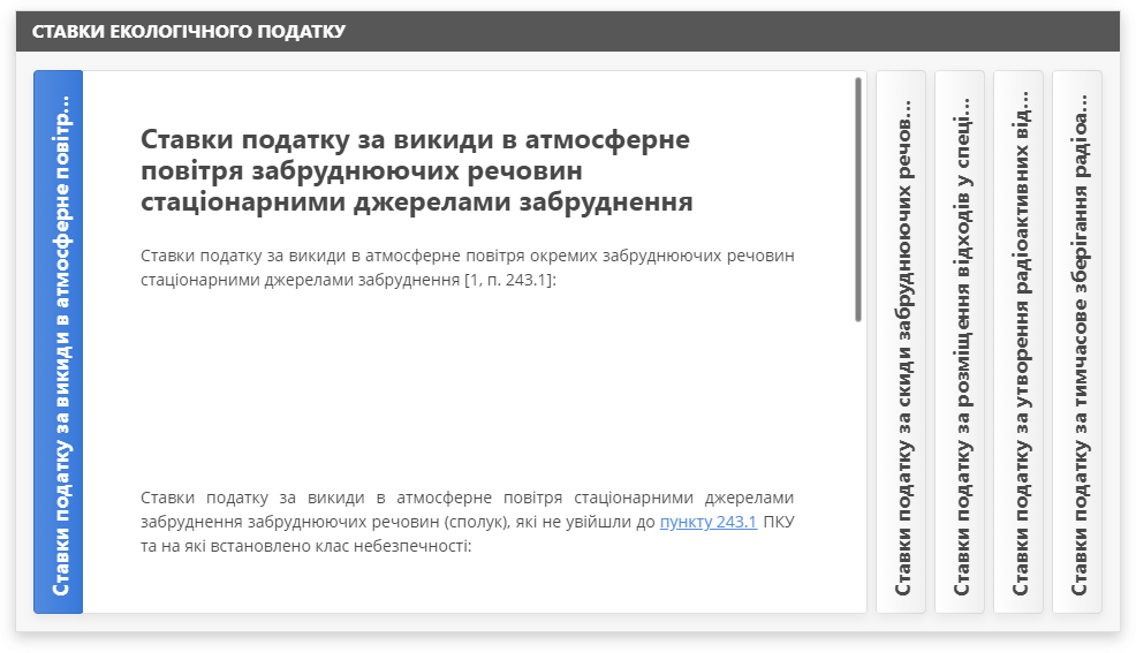 СТАВКИ ЕКОЛОГІЧНОГО ПОДАТКУ
Ставки податку за викиди в атмосферне повітр...
Ставки податку за викиди в атмосферне
повітря забруднюючих речовин
стаціонарними джерелами забруднення
Ставки податку за викиди в атмосферне повітря окремих забруднюючих речовин
стаціонарними джерелами забруднення [1, п. 243.1]:
Ставки податку за викиди в атмосферне повітря стаціонарними джерелами
забруднення забруднюючих речовин (сполук), які не увійшли до пункту 243.1 ПКУ
та на які встановлено клас небезпечності:
Ставки податку за скиди забруднюючих речов...
Ставки податку за розміщення відходів у спеці...
Ставки податку за утворення радіоактивних від...
Ставки податку за тимчасове зберігання радіоа...